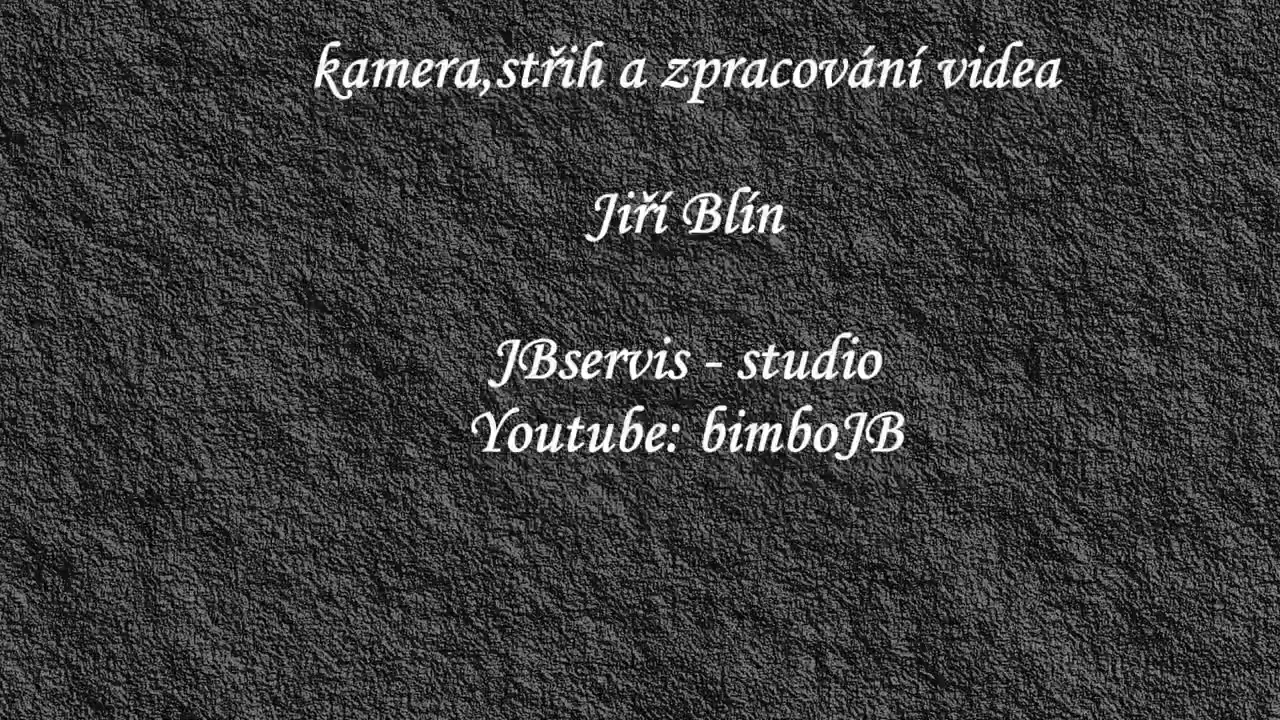 kamera,střih a zpracování videa
Jiří Blín
JBservis - studio
Youtube: bimboJB